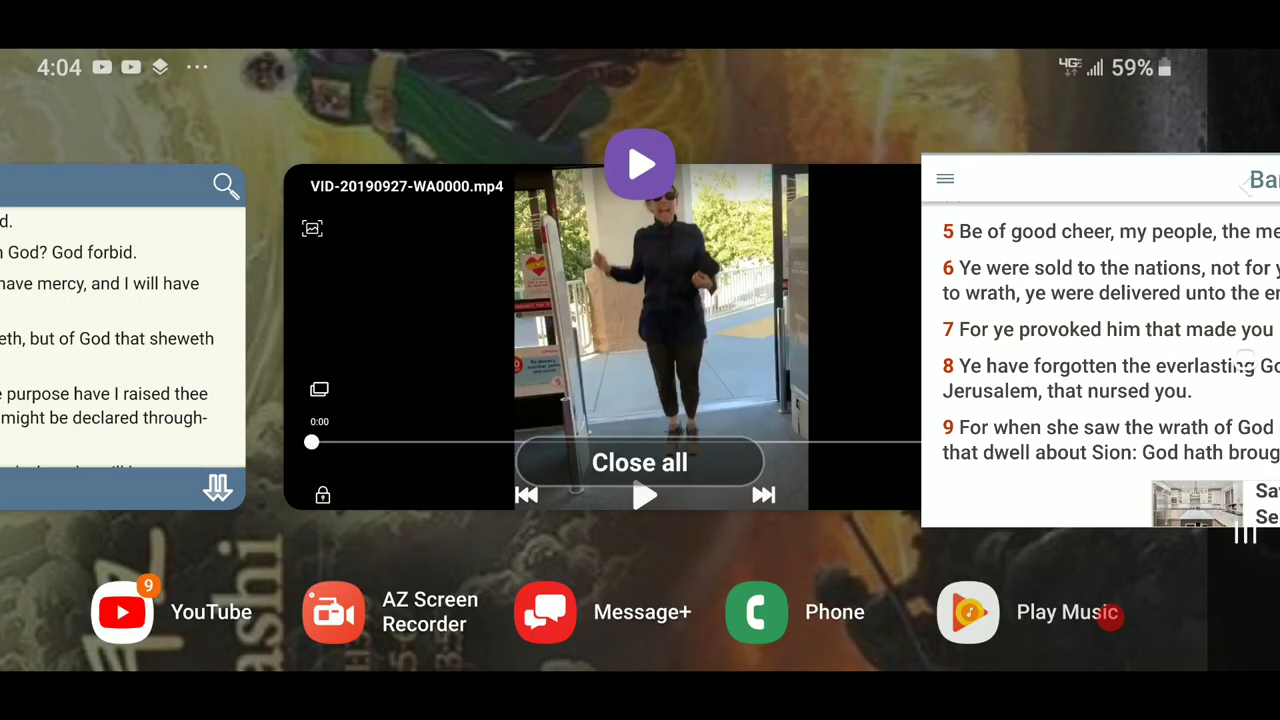 4:04
4GE
59%
d.
n God? God forbid.
have mercy, and I will have
eth, but of God that sheweth
e purpose have I raised thee
might be declared through-
VID-20190927-WA0000.mp4
0:00
Close all
Ba
5 Be of good cheer, my people, the me
6 Ye were sold to the nations, not for y
to wrath, ye were delivered unto the e
7 For ye provoked him that made you
8 Ye have forgotten the everlasting Go
Jerusalem, that nursed you.
9 For when she saw the wrath of God
that dwell about Sion: God hath broug
Sa
Se
9
YouTube
AZ Screen
Recorder
Message+
Phone
Play Music
ashi